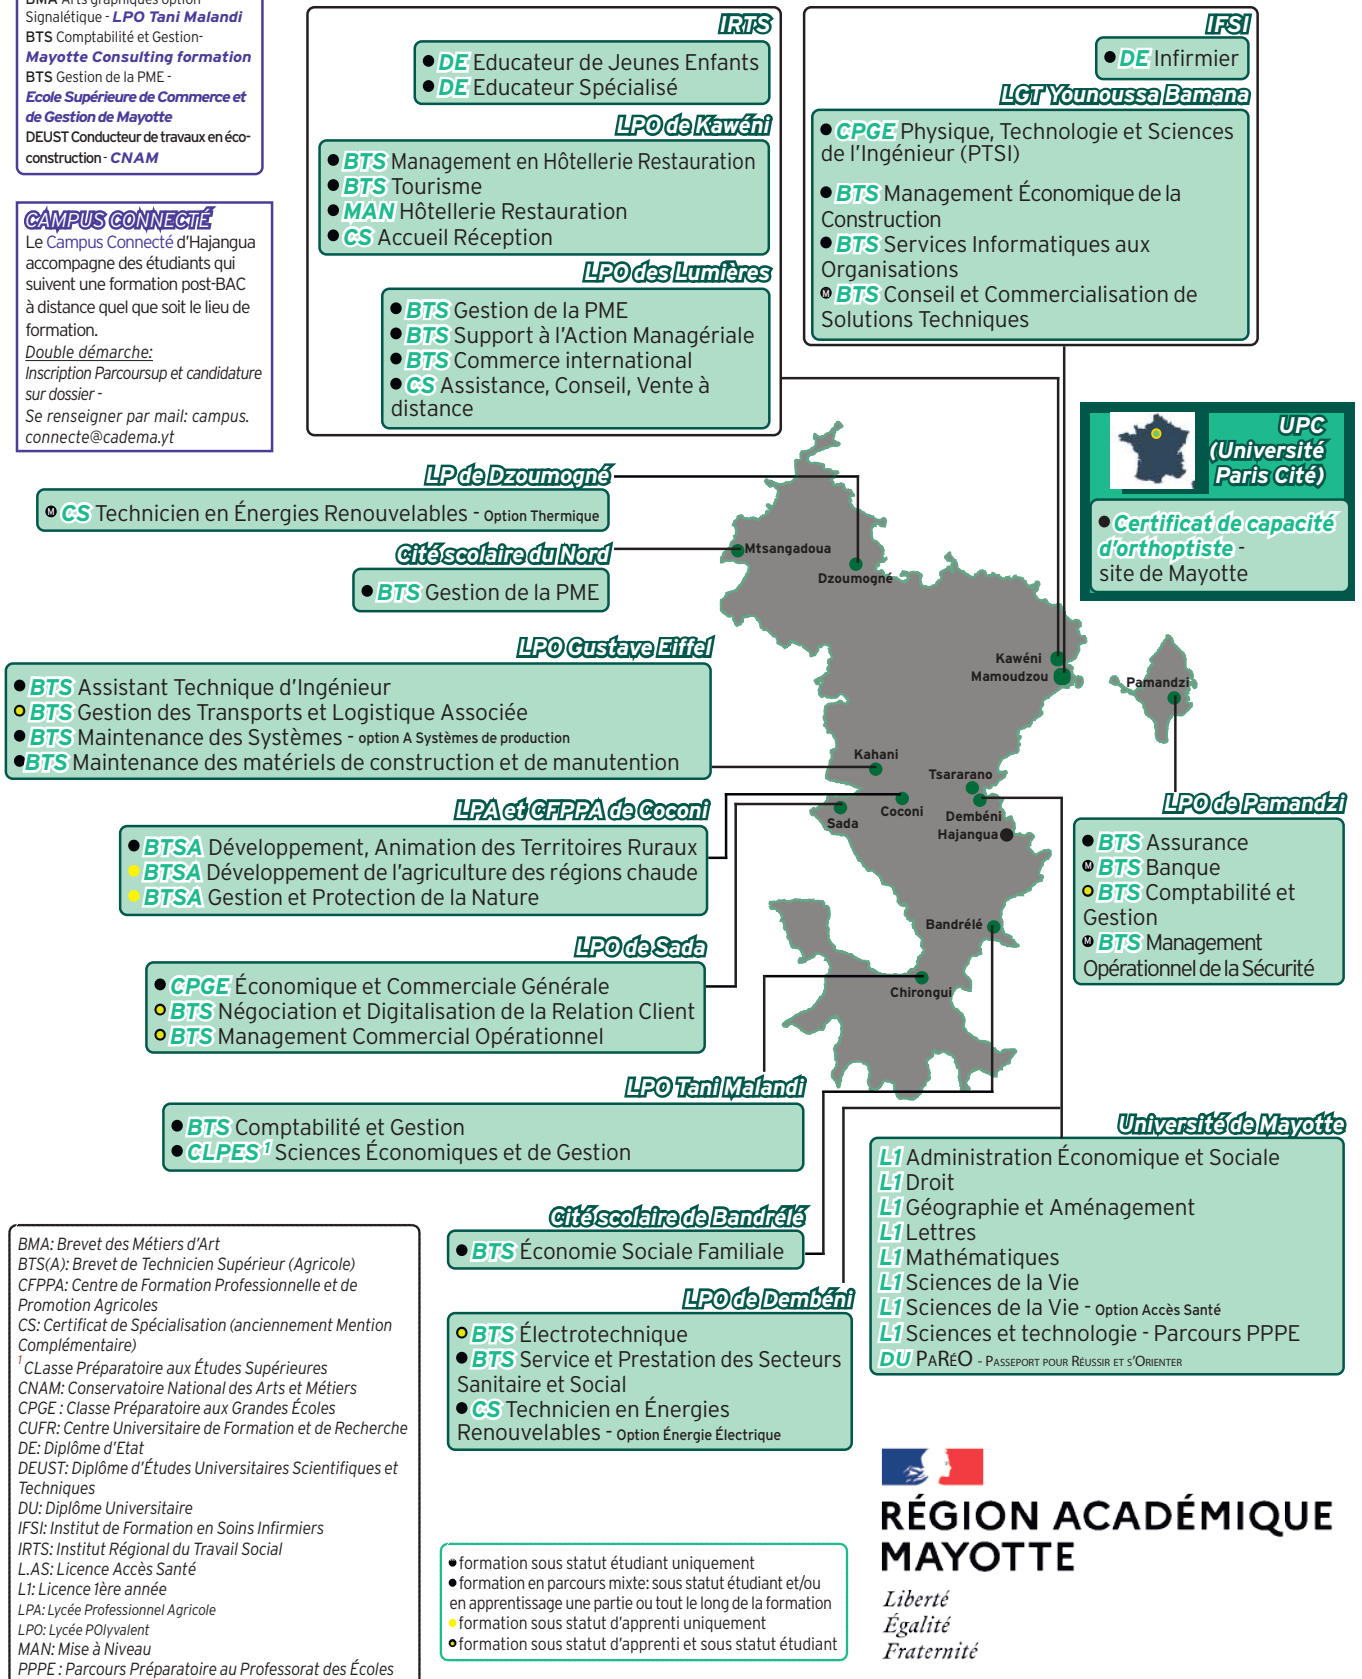 BMA Arts graphiques option
Signalétique - LPO Tani Malandi
BTS Comptabilité et Gestion-
Mayotte Consulting formation
BTS Gestion de la PME -
Ecole Supérieure de Commerce et
de Gestion de Mayotte
DEUST Conducteur de travaux en éco-
construction - CNAM
CAMPUS CONNECTÉ
Le Campus Connecté d'Hajangua
accompagne des étudiants qui
suivent une formation post-BAC
à distance quel que soit le lieu de
formation.
Double démarche:
Inscription Parcoursup et candidature
sur dossier -
Se renseigner par mail: campus.
connecte@cadema.yt
IRTS
DE Educateur de Jeunes Enfants
DE Educateur Spécialisé
LPO de Kawéni
BTS Management en Hôtellerie Restauration
BTS Tourisme
MAN Hôtellerie Restauration
CS Accueil Réception
LPO des Lumières
BTS Gestion de la PME
BTS Support à l'Action Managériale
BTS Commerce international
CS Assistance, Conseil, Vente à
distance
IFSI
DE Infirmier
LGT Younoussa Bamana
CPGE Physique, Technologie et Sciences
de l'Ingénieur (PTSI)
BTS Management Économique de la
Construction
BTS Services Informatiques aux
Organisations
M BTS Conseil et Commercialisation de
Solutions Techniques
UPC
(Université
Paris Cité)
Certificat de capacité
d'orthoptiste -
site de Mayotte
LP de Dzoumogné
M CS Technicien en Énergies Renouvelables - Option Thermique
Cité scolaire du Nord
BTS Gestion de la PME
LPO Gustave Eiffel
BTS Assistant Technique d'Ingénieur
BTS Gestion des Transports et Logistique Associée
BTS Maintenance des Systèmes - option A Systèmes de production
BTS Maintenance des matériels de construction et de manutention
LPA et CFPPA de Coconi
BTSA Développement, Animation des Territoires Ruraux
BTSA Développement de l'agriculture des régions chaude
BTSA Gestion et Protection de la Nature
LPO de Sada
CPGE Économique et Commerciale Générale
BTS Négociation et Digitalisation de la Relation Client
BTS Management Commercial Opérationnel
LPO Tani Malandi
BTS Comptabilité et Gestion
CLPES 1 Sciences Économiques et de Gestion
Mtsangadoua
Dzoumogné
Kawéni
Mamoudzou
Pamandzi
Kahani
Tsararano
Coconi
Sada
Dembéni
Hajangua
Bandrélé
Chirongui
LPO de Pamandzi
BTS Assurance
M BTS Banque
BTS Comptabilité et
Gestion
M BTS Management
Opérationnel de la Sécurité
Cité scolaire de Bandrélé
BTS Économie Sociale Familiale
LPO de Dembéni
BTS Électrotechnique
BTS Service et Prestation des Secteurs
Sanitaire et Social
CS Technicien en Énergies
Renouvelables - Option Énergie Électrique
Université de Mayotte
L1 Administration Économique et Sociale
L1 Droit
L1 Géographie et Aménagement
L1 Lettres
L1 Mathématiques
L1 Sciences de la Vie
L1 Sciences de la Vie - Option Accès Santé
L1 Sciences et technologie - Parcours PPPE
DU PARÉO - PASSEPORT POUR RÉUSSIR ET S'ORIENTER
BMA: Brevet des Métiers d'Art
BTS(A): Brevet de Technicien Supérieur (Agricole)
CFPPA: Centre de Formation Professionnelle et de
Promotion Agricoles
CS: Certificat de Spécialisation (anciennement Mention
Complémentaire)
1 CLasse Préparatoire aux Études Supérieures
CNAM: Conservatoire National des Arts et Métiers
CPGE : Classe Préparatoire aux Grandes Écoles
CUFR: Centre Universitaire de Formation et de Recherche
DE: Diplôme d'Etat
DEUST: Diplôme d'Études Universitaires Scientifiques et
Techniques
DU: Diplôme Universitaire
IFSI: Institut de Formation en Soins Infirmiers
IRTS: Institut Régional du Travail Social
L.AS: Licence Accès Santé
L1: Licence 1ère année
LPA: Lycée Professionnel Agricole
LPO: Lycée POlyvalent
MAN: Mise à Niveau
PPPE : Parcours Préparatoire au Professorat des Écoles
formation sous statut étudiant uniquement
formation en parcours mixte: sous statut étudiant et/ou
en apprentissage une partie ou tout le long de la formation
formation sous statut d'apprenti uniquement
formation sous statut d'apprenti et sous statut étudiant
RÉGION ACADÉMIQUE
MAYOTTE
Liberté
Égalité
Fraternité